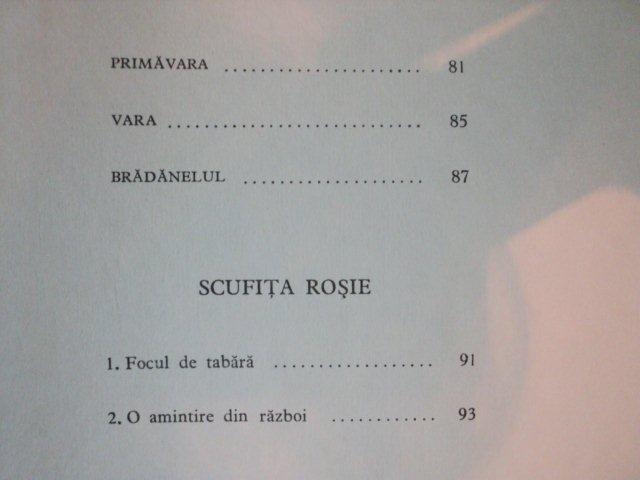 PRIMĂVARA ...................... 81
VARA ............................ 85
BRĂDĂNELUL .................... 87
SCUFIȚA ROȘIE
1. Focul de tabără .................. 91
2. O amintire din război ............ 93